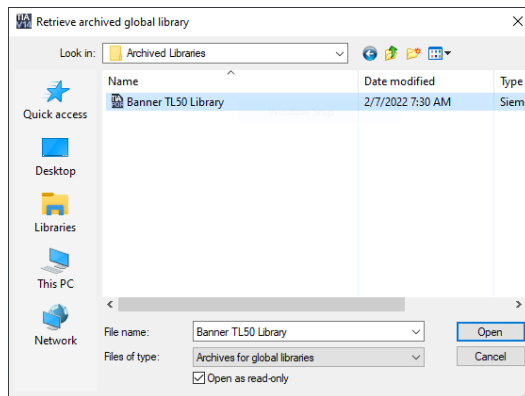 TIA V14 Retrieve archived global library
Look in: Archived Libraries
Name Date modified Type
Banner TL50 Library 2/7/2022 7:30 AM Siem
Quick access
Desktop
Libraries
This PC
Network
File name: Banner TL50 Library Open
Files of type: Archives for global libraries Cancel
Open as read-only